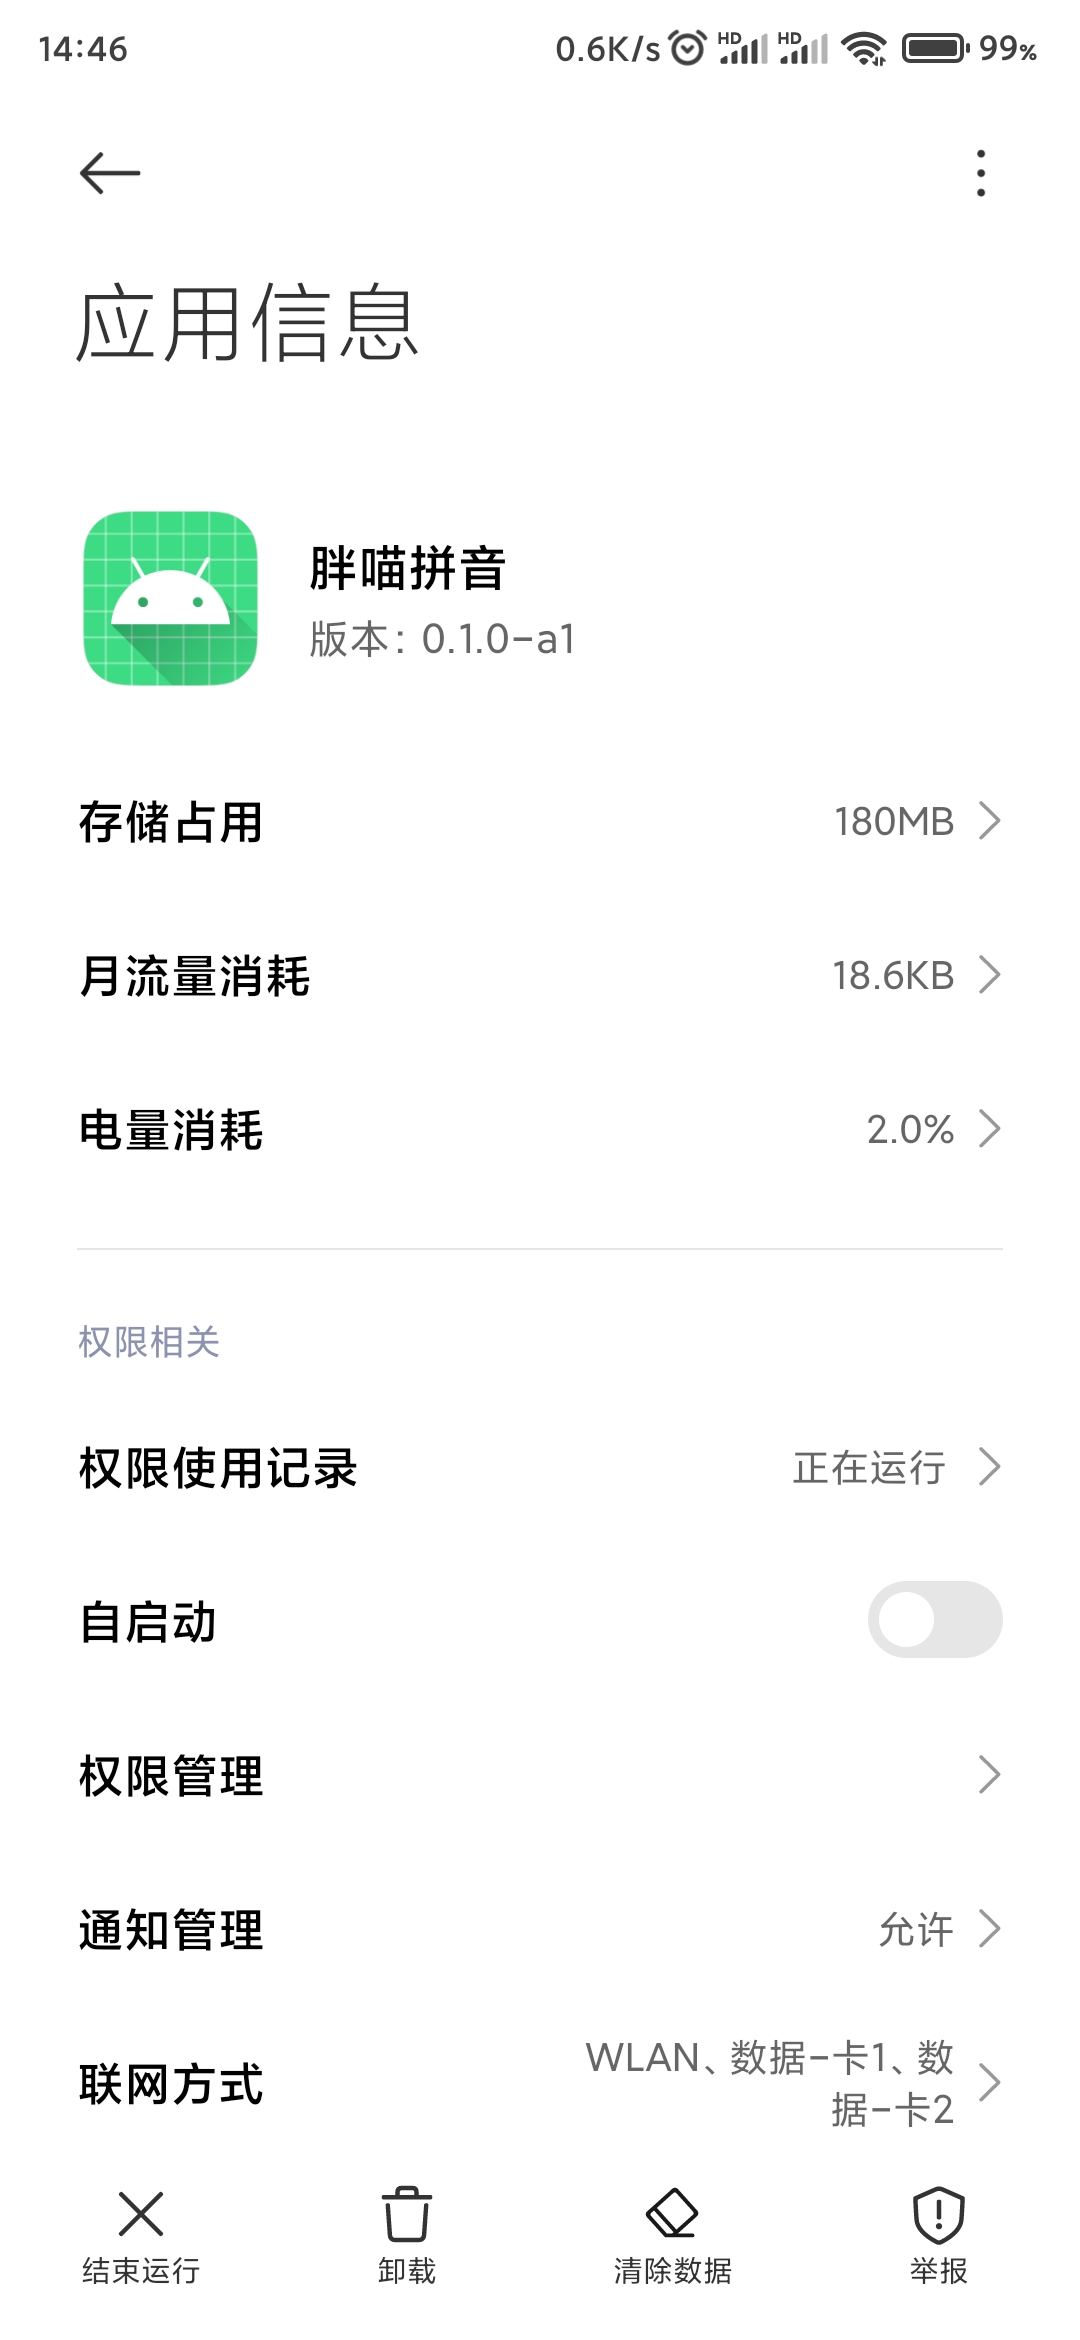 14:46 0.6K/s HD HD 99%
应用信息
胖喵拼音
版本：0.1.0-a1
存储占用 180MB
月流量消耗 18.6KB
电量消耗 2.0%
权限相关
权限使用记录 正在运行
自启动
权限管理
通知管理 允许
联网方式 WLAN、数据-卡1、数
据-卡2
结束运行 卸载 清除数据 举报